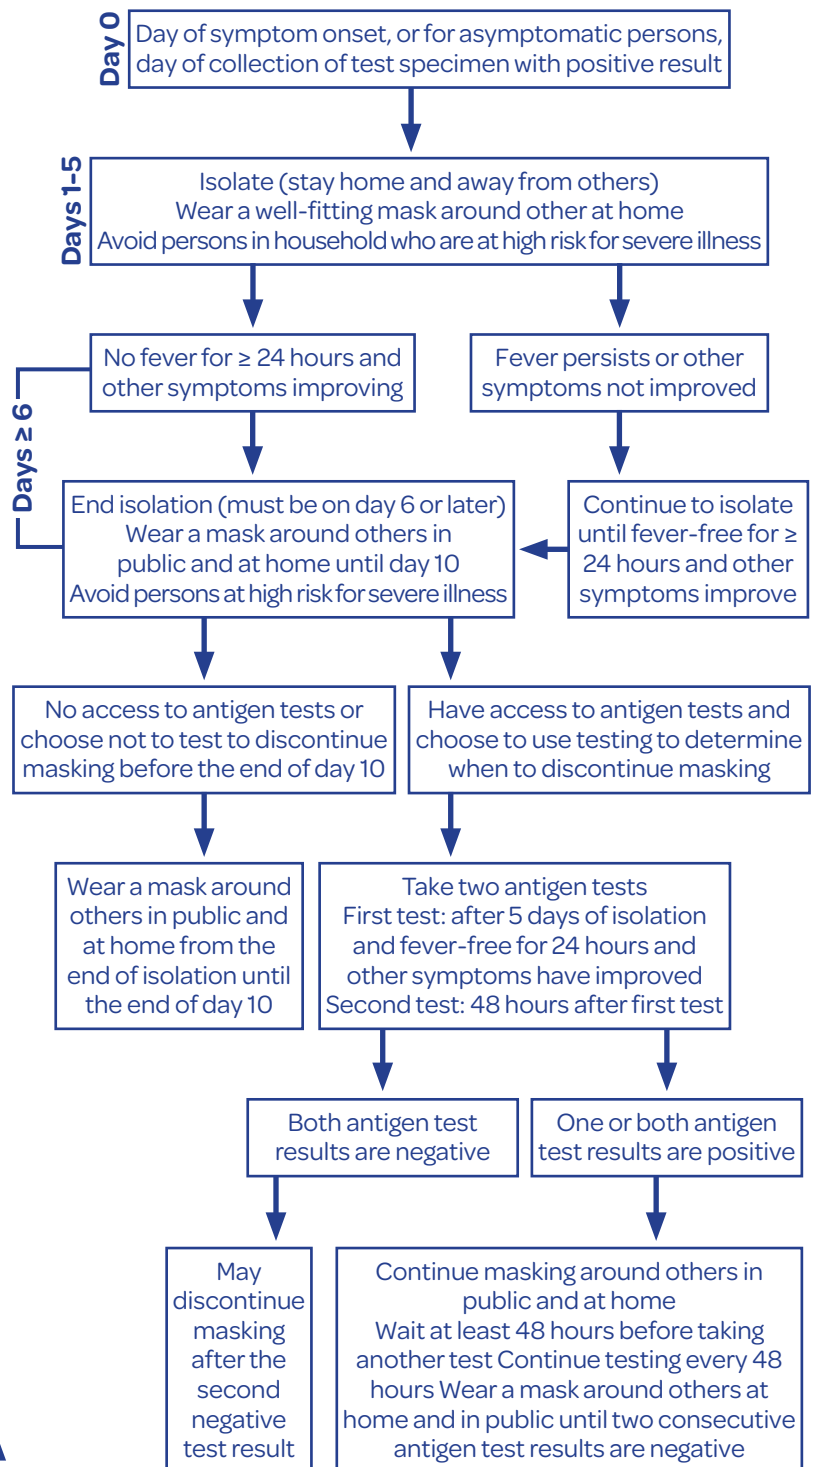 Day 0
Day of symptom onset, or for asymptomatic persons,
day of collection of test specimen with positive result
Days 1-5
Isolate (stay home and away from others)
Wear a well-fitting mask around other at home
Avoid persons in household who are at high risk for severe illness
Days ≥ 6
No fever for ≥ 24 hours and
other symptoms improving
Fever persists or other
symptoms not improved
End isolation (must be on day 6 or later)
Wear a mask around others in
public and at home until day 10
Avoid persons at high risk for severe illness
Continue to isolate
until fever-free for ≥
24 hours and other
symptoms improve
No access to antigen tests or
choose not to test to discontinue
masking before the end of day 10
Have access to antigen tests and
choose to use testing to determine
when to discontinue masking
Wear a mask around
others in public and
at home from the
end of isolation until
the end of day 10
Take two antigen tests
First test: after 5 days of isolation
and fever-free for 24 hours and
other symptoms have improved
Second test: 48 hours after first test
Both antigen test
results are negative
One or both antigen
test results are positive
May
discontinue
masking
after the
second
negative
test result
Continue masking around others in
public and at home
Wait at least 48 hours before taking
another test Continue testing every 48
hours Wear a mask around others at
home and in public until two consecutive
antigen test results are negative